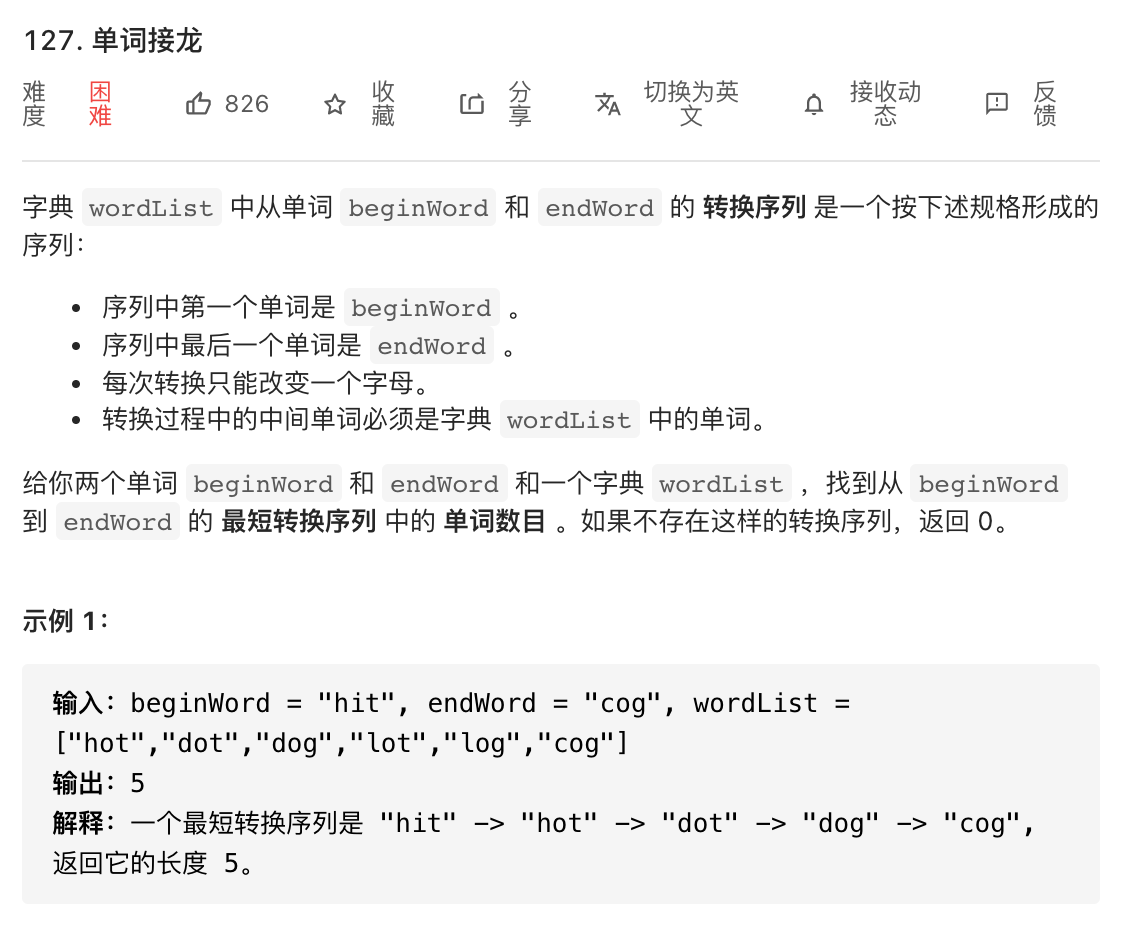 127. 单词接龙
难度 困难 826 收藏 分享 切换为英文 接收动态 反馈
字典 wordList 中从单词 beginWord 和 endWord 的 转换序列 是一个按下述规格形成的
序列：
• 序列中第一个单词是 beginWord 。
• 序列中最后一个单词是 endWord 。
• 每次转换只能改变一个字母。
• 转换过程中的中间单词必须是字典 wordList 中的单词。
给你两个单词 beginWord 和 endWord 和一个字典 wordList ，找到从 beginWord
到 endWord 的 最短转换序列 中的 单词数目 。如果不存在这样的转换序列，返回 0。
示例 1：
输入：beginWord = "hit", endWord = "cog", wordList =
["hot","dot","dog","lot","log","cog"]
输出：5
解释：一个最短转换序列是 "hit" -> "hot" -> "dot" -> "dog" -> "cog",
返回它的长度 5。